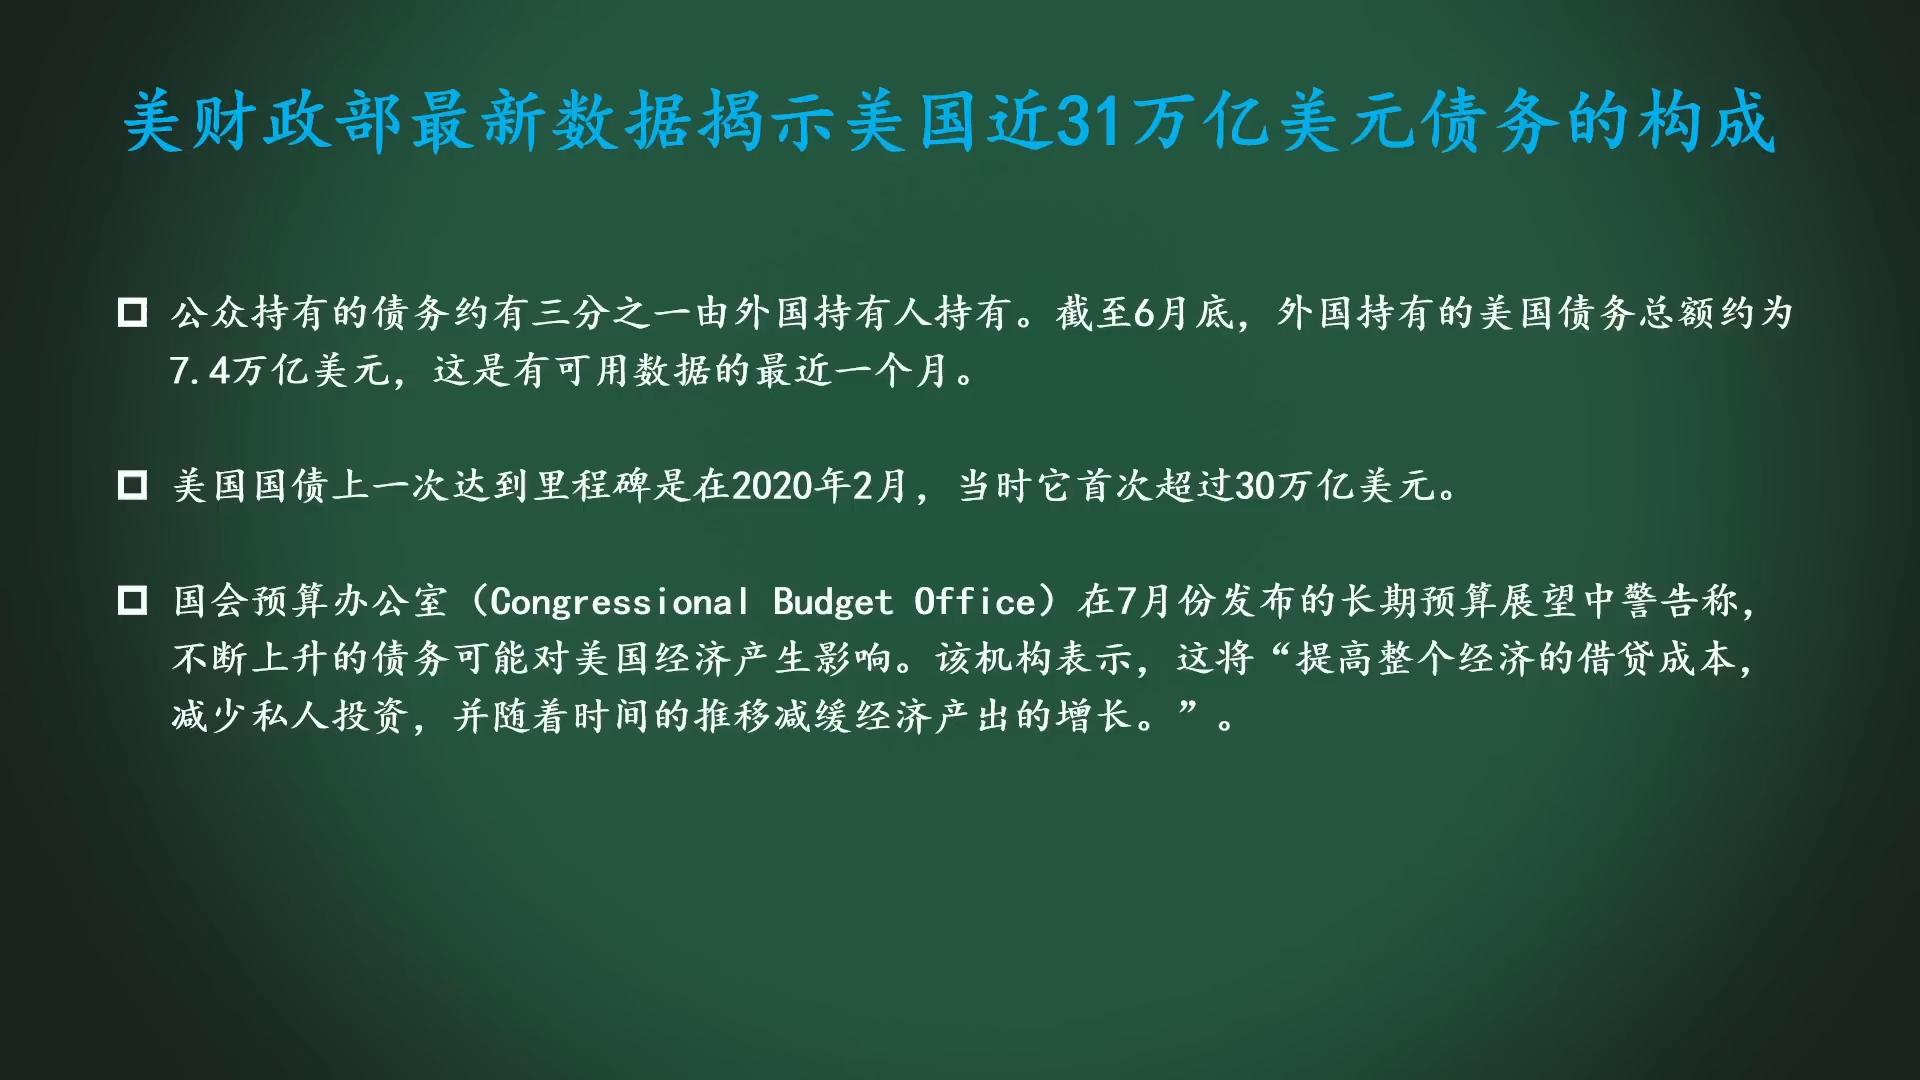 美财政部最新数据揭示美国近31万亿美元债务的构成
公众持有的债务约有三分之一由外国持有人持有。截至6月底，外国持有的美国债务总额约为
7.4万亿美元，这是有可用数据的最近一个月。
美国国债上一次达到里程碑是在2020年2月，当时它首次超过30万亿美元。
国会预算办公室（Congressional Budget Office）在7月份发布的长期预算展望中警告称，
不断上升的债务可能对美国经济产生影响。该机构表示，这将“提高整个经济的借贷成本，
减少私人投资，并随着时间的推移减缓经济产出的增长。”。